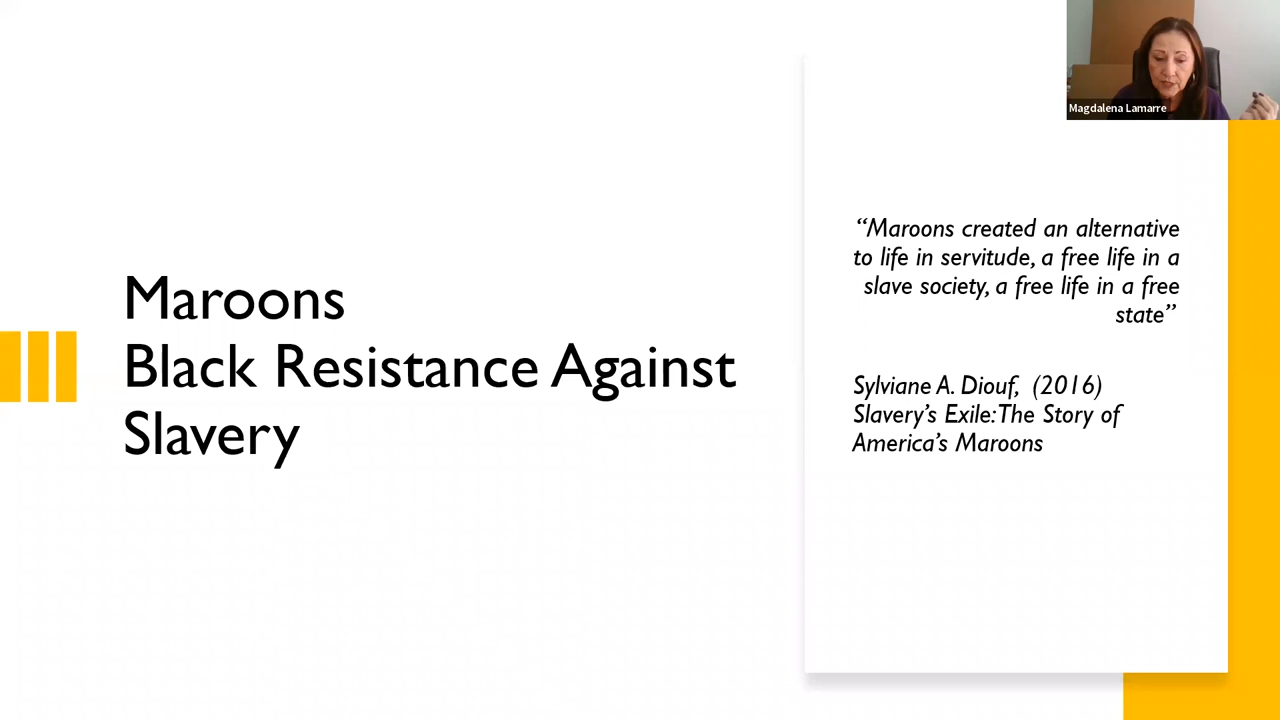 Maroons
Black Resistance Against
Slavery
Magdalena Lamarre
“Maroons created an alternative
to life in servitude, a free life in a
slave society, a free life in a free
state”
Sylviane A. Diouf, (2016)
Slavery’s Exile:The Story of
America’s Maroons